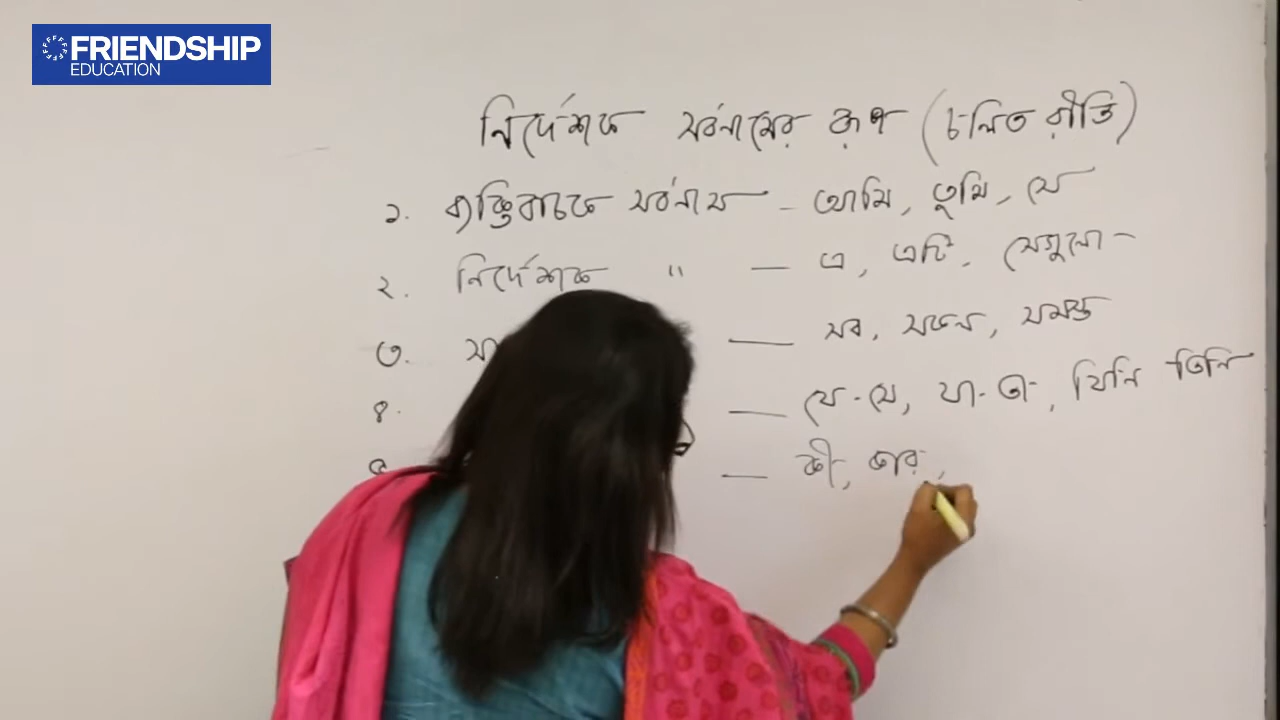 FRIENDSHIP
EDUCATION
নির্দেশক সর্বনামের রূপ (চলিত রীতি)
১. ব্যক্তিবাচক সর্বনাম - আমি, তুমি, সে
২. নির্দেশক " — এ, এটি, সেগুলো
৩. সা — সব, সকল, সমস্ত
৪. — যে-সে, যা-তা, যিনি তিনি
৫ — কী, কার,